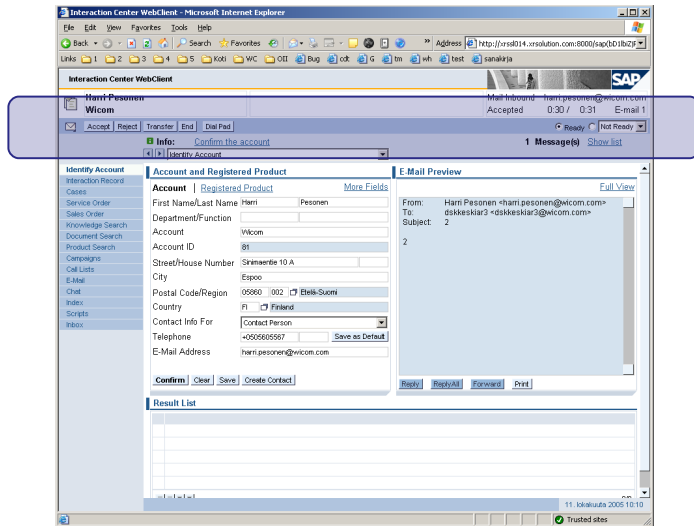 Interaction Center WebClient - Microsoft Internet Explorer
File Edit View Favorites Tools Help
Back Search Favorites Address http://xrssl014.xrsolution.com:8000/sap(bD1lbiZjF
Links 1 2 3 4 5 Koti WC OII Bug cdt G tm wh test sanakirja
Interaction Center WebClient SAP
Harri Pesonen Mail Inbound harri.pesonen@wicom.com
Wicom Accepted 0:30 / 0:31 E-mail 1
Accept Reject Transfer End Dial Pad Ready Not Ready
Info: Confirm the account 1 Message(s) Show list
Identify Account
Identify Account
Interaction Record
Cases
Service Order
Sales Order
Knowledge Search
Document Search
Product Search
Campaigns
Call Lists
E-Mail
Chat
Index
Scripts
Inbox
Account and Registered Product
Account Registered Product More Fields
First Name/Last Name Harri Pesonen
Department/Function
Account Wicom
Account ID 81
Street/House Number Sinimaentie 10 A
City Espoo
Postal Code/Region 05860 002 Etelä-Suomi
Country FI Finland
Contact Info For Contact Person
Telephone +0505605567 Save as Default
E-Mail Address harri.pesonen@wicom.com
Confirm Clear Save Create Contact
E-Mail Preview
Full View
From: Harri Pesonen <harri.pesonen@wicom.com>
To: dskkeskiar3 <dskkeskiar3@wicom.com>
Subject: 2
2
Reply ReplyAll Forward Print
Result List
11. lokakuuta 2005 10:10
Trusted sites